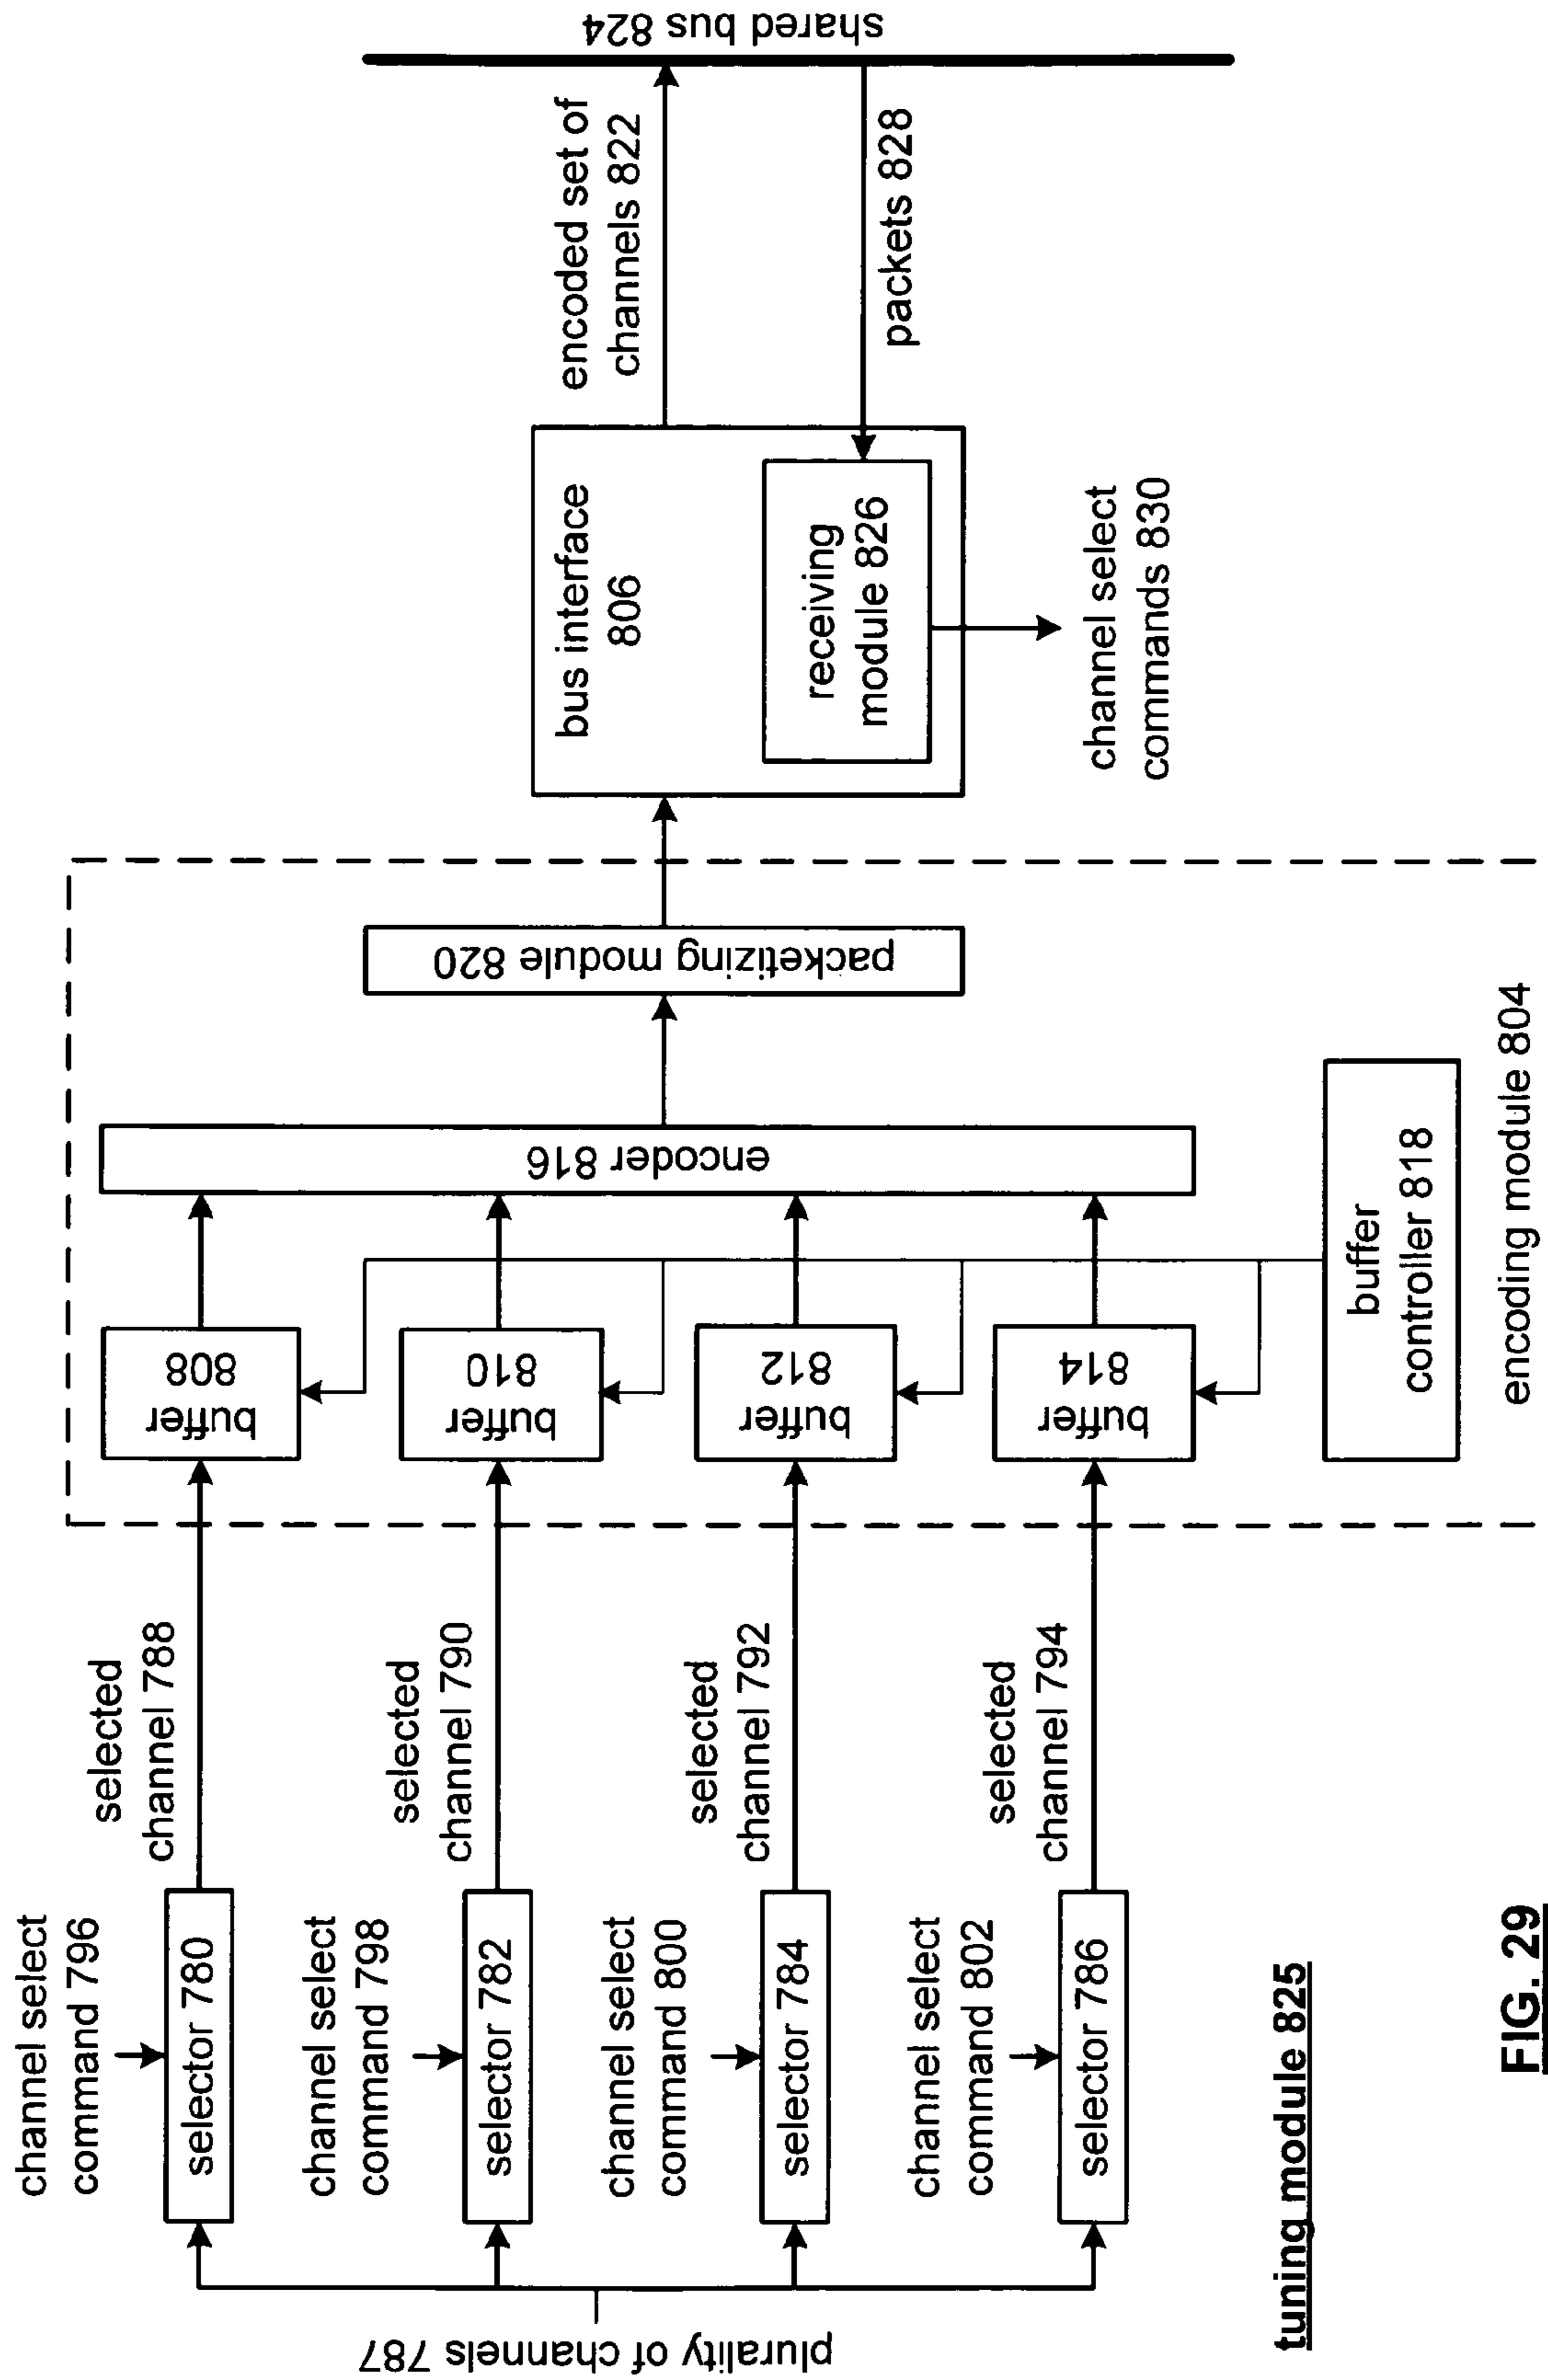 channel select
command 796
selector 780
selected
channel 788
buffer
808
channel select
command 798
selector 782
selected
channel 790
buffer
810
channel select
command 800
selector 784
selected
channel 792
buffer
812
channel select
command 802
selector 786
selected
channel 794
buffer
814
plurality of channels 787
encoder 816
packetizing module 820
buffer
controller 818
encoding module 804
bus interface
806
receiving
module 826
channel select
commands 830
encoded set of
channels 822
packets 828
shared bus 824
tuning module 825
FIG. 29